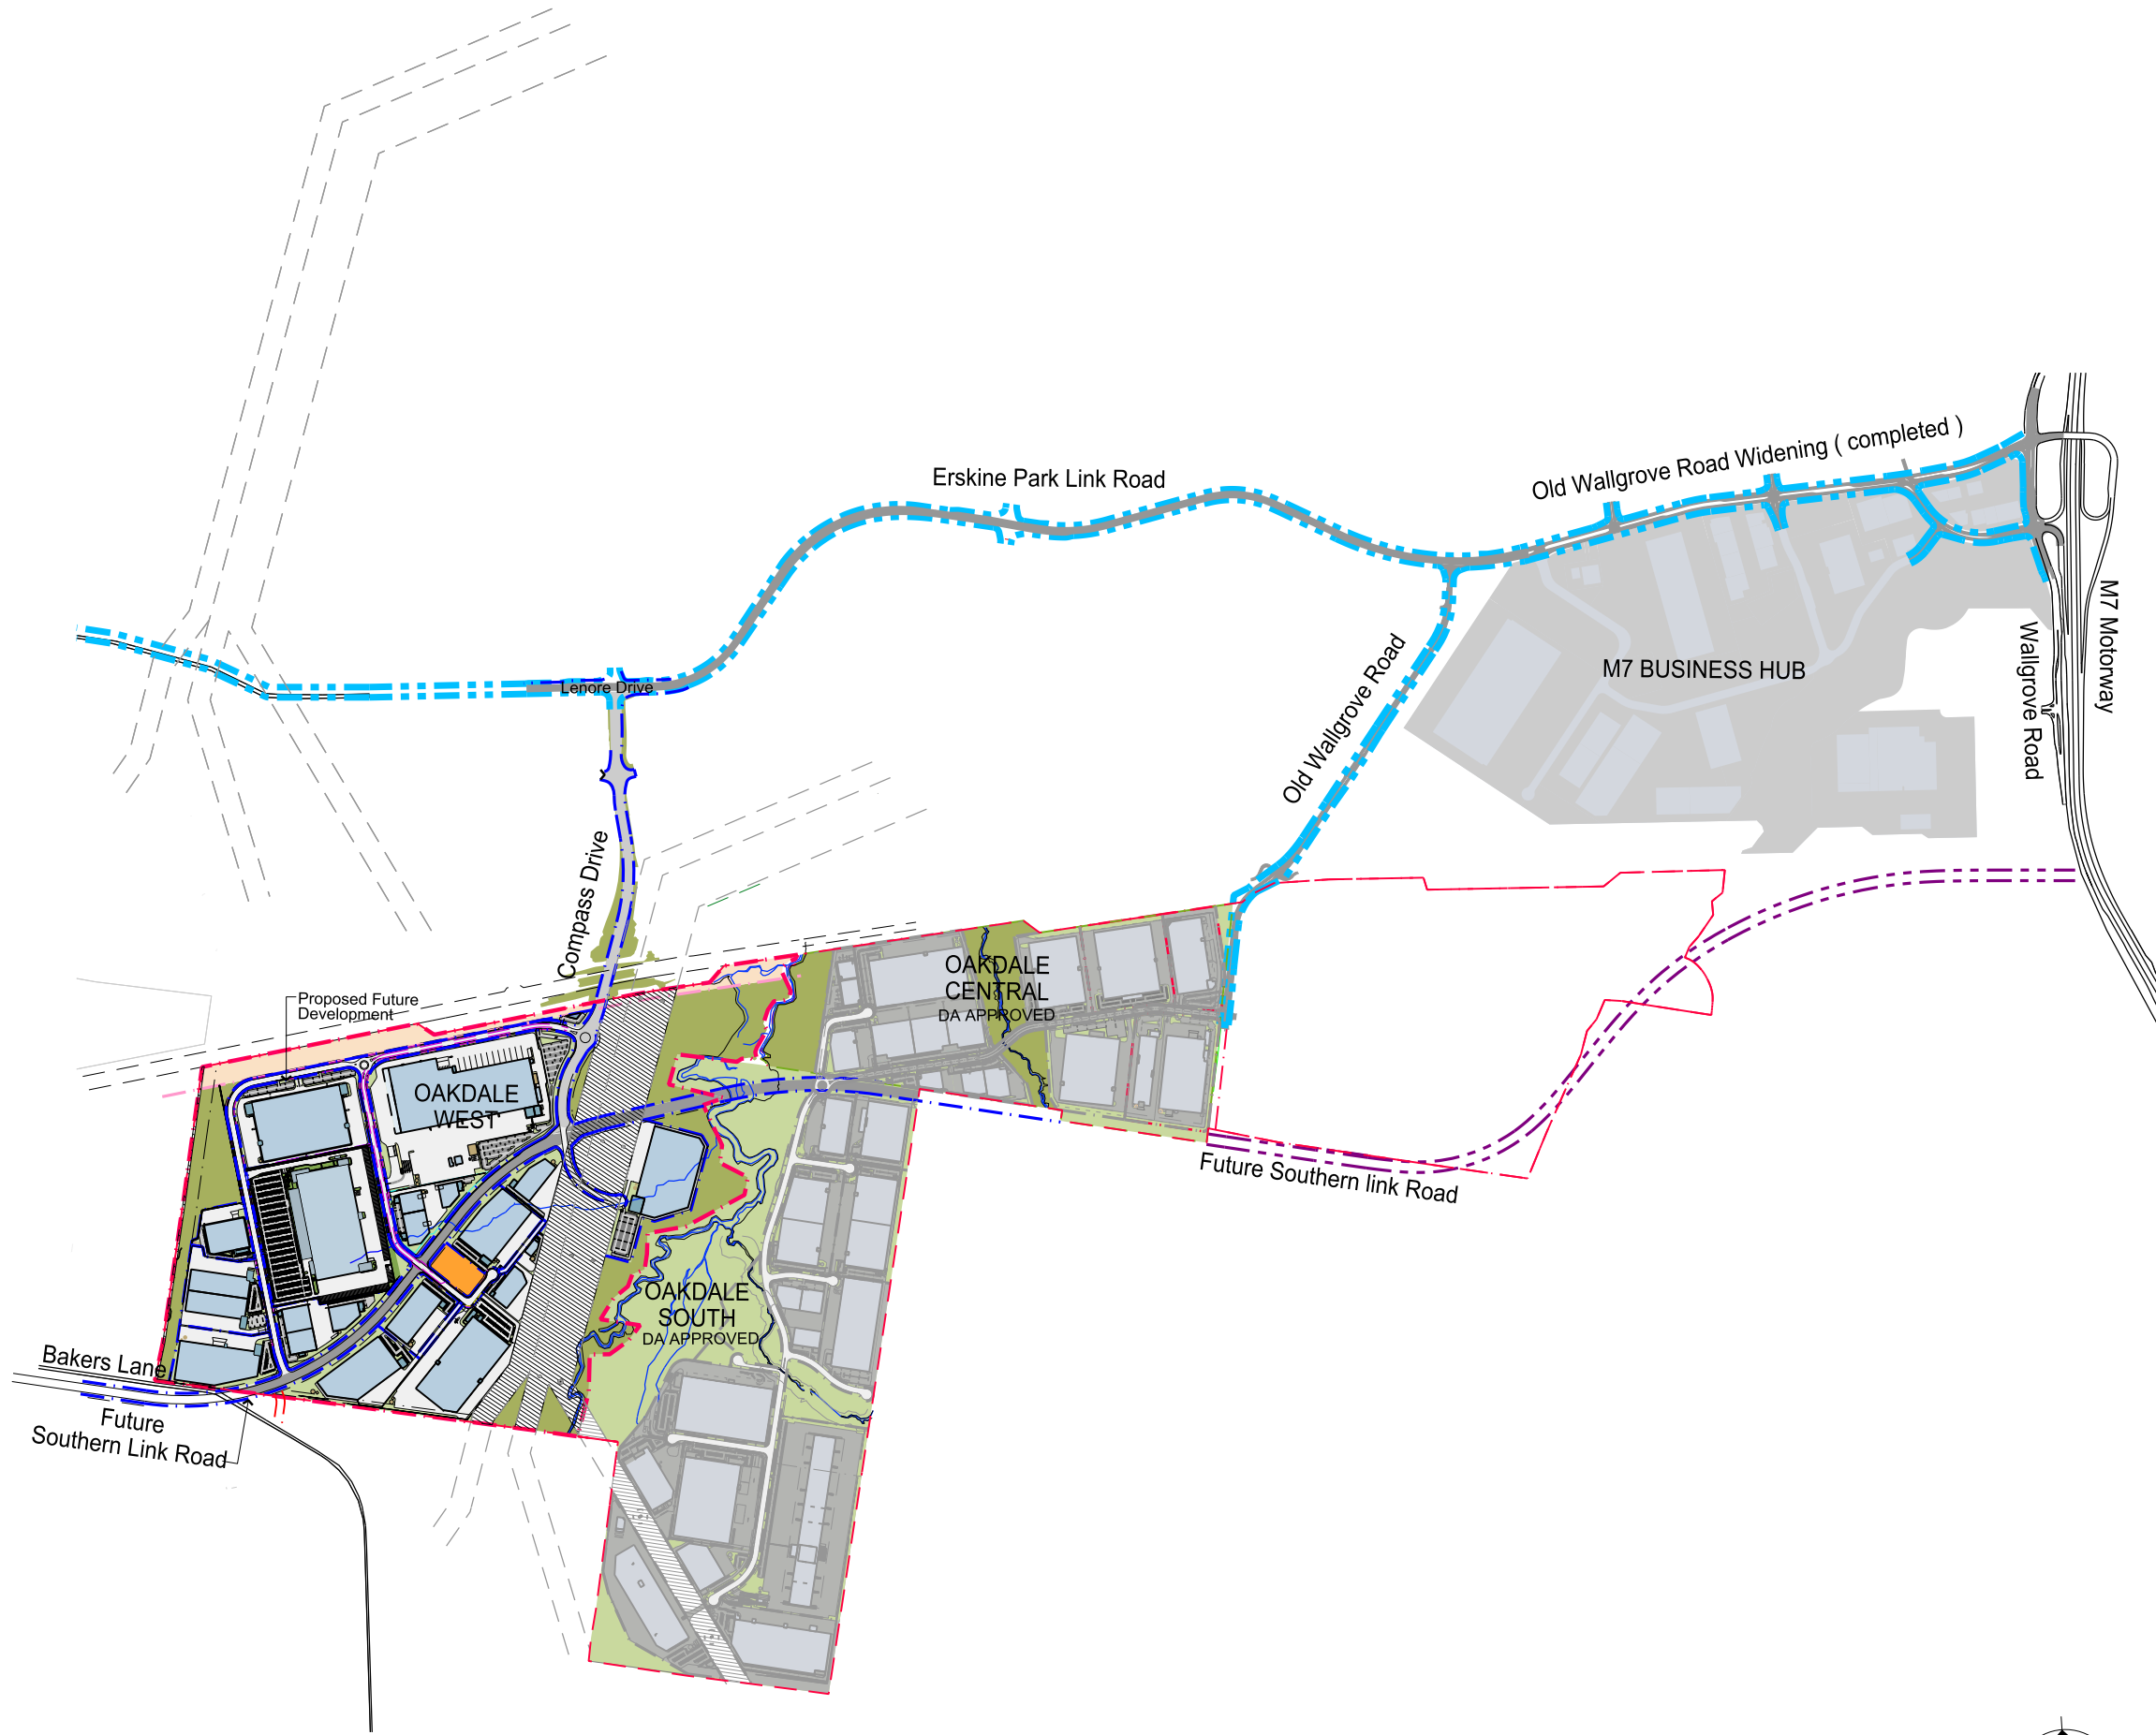 Old Wallgrove Road Widening ( completed )
Erskine Park Link Road
M7 Motorway
Wallgrove Road
M7 BUSINESS HUB
Old Wallgrove Road
Lenore Drive
Compass Drive
OAKDALE
CENTRAL
DA APPROVED
Proposed Future
Development
OAKDALE
WEST
Future Southern link Road
OAKDALE
SOUTH
DA APPROVED
Bakers Lane
Future
Southern Link Road